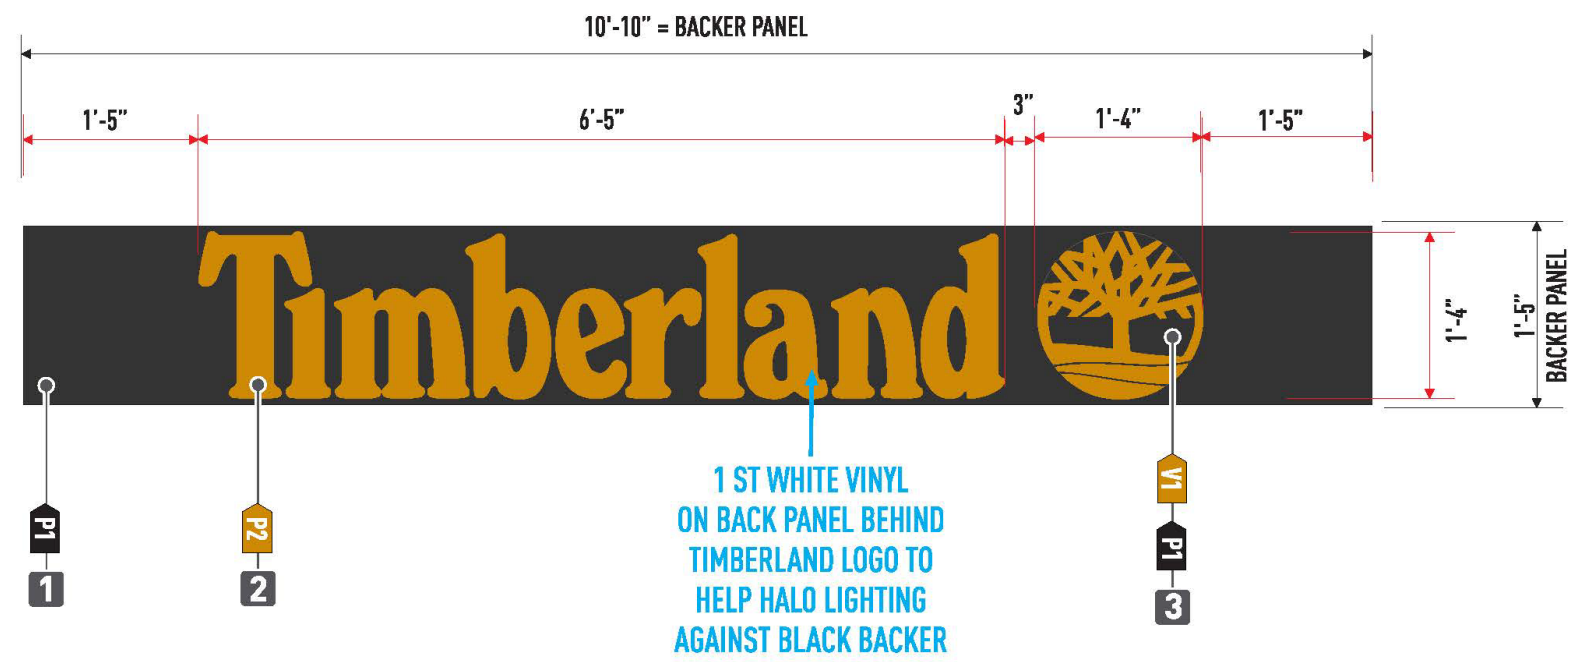 10'-10" = BACKER PANEL
1'-5"
6'-5"
3"
1'-4"
1'-5"
Timberland
1'-4"
1'-5"
BACKER PANEL
P1
1
P2
2
1 ST WHITE VINYL
ON BACK PANEL BEHIND
TIMBERLAND LOGO TO
HELP HALO LIGHTING
AGAINST BLACK BACKER
V1
P1
3